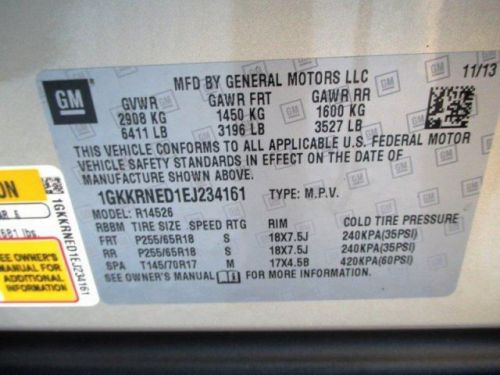 GM
MFD BY GENERAL MOTORS LLC
11/13
GVWR GAWR FRT GAWR RR
2908 KG 1450 KG 1600 KG
6411 LB 3196 LB 3527 LB
THIS VEHICLE CONFORMS TO ALL APPLICABLE U.S. FEDERAL MOTOR
VEHICLE SAFETY STANDARDS IN EFFECT ON THE DATE OF
MANUFACTURE SHOWN ABOVE.
1GKKRNED1EJ234161 TYPE: M.P.V.
MODEL: R14526
RBBM TIRE SIZE SPEED RTG RIM COLD TIRE PRESSURE
FRT P255/65R18 S 18X7.5J 240KPA(35PSI)
RR P255/65R18 S 18X7.5J 240KPA(35PSI)
SPA T145/70R17 M 17X4.5B 420KPA(60PSI)
SEE OWNER'S MANUAL FOR MORE INFORMATION.
ION
lbs
SEE OWNER'S
MANUAL FOR
ADDITIONAL
INFORMATION
1GKKRNED1EJ234161